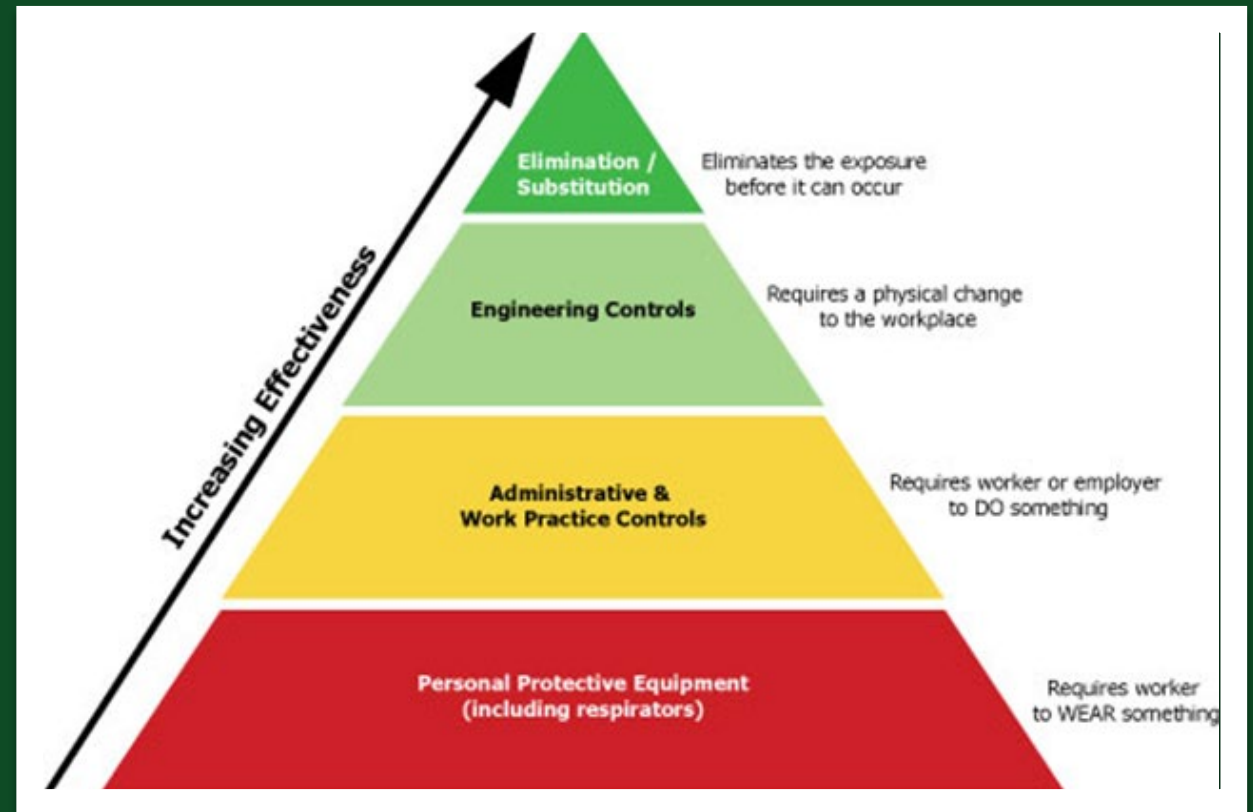 Elimination /
Substitution
Eliminates the exposure
before it can occur
Increasing Effectiveness
Engineering Controls
Requires a physical change
to the workplace
Administrative &
Work Practice Controls
Requires worker or employer
to DO something
Personal Protective Equipment
(including respirators)
Requires worker
to WEAR something